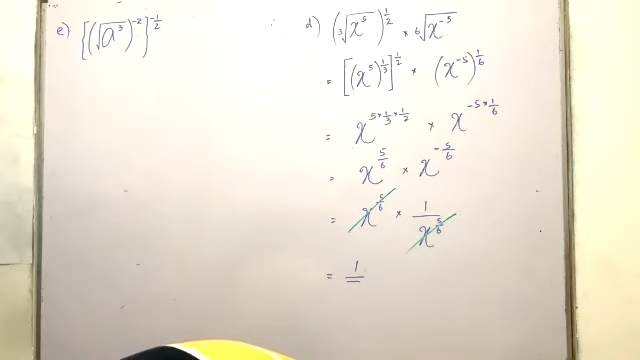 e) {(√a³)⁻²}^(-1/2)
d) (³√x⁵)^(1/2) × ⁶√x⁻⁵
= [(x⁵)^(1/3)]^(1/2) × (x⁻⁵)^(1/6)
= x^(5×1/3×1/2) × x^(-5×1/6)
= x^(5/6) × x^(-5/6)
= x^(5/6) × 1/x^(5/6)
= 1